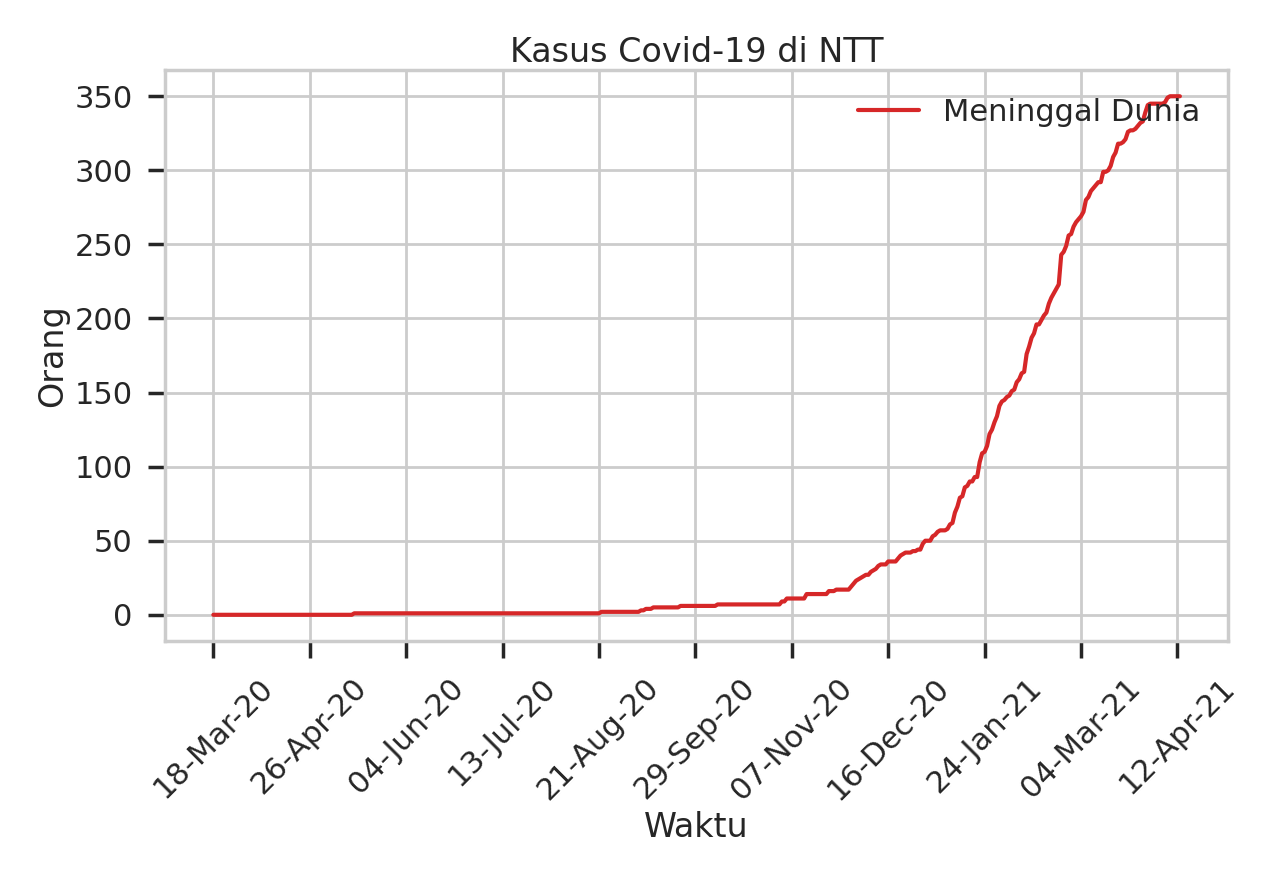 Kasus Covid-19 di NTT
Meninggal Dunia
Orang
350
300
250
200
150
100
50
0
18-Mar-20
26-Apr-20
04-Jun-20
13-Jul-20
21-Aug-20
29-Sep-20
07-Nov-20
16-Dec-20
24-Jan-21
04-Mar-21
12-Apr-21
Waktu